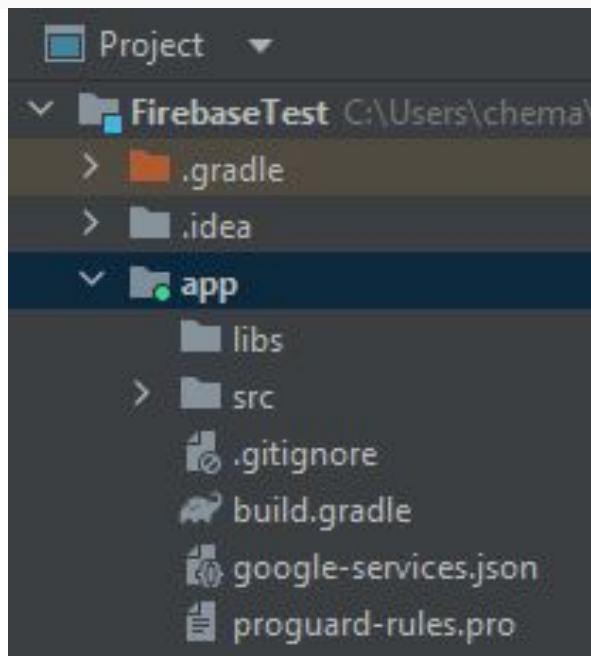 Project
FirebaseTest C:\Users\chema\
.gradle
.idea
app
libs
src
.gitignore
build.gradle
google-services.json
proguard-rules.pro